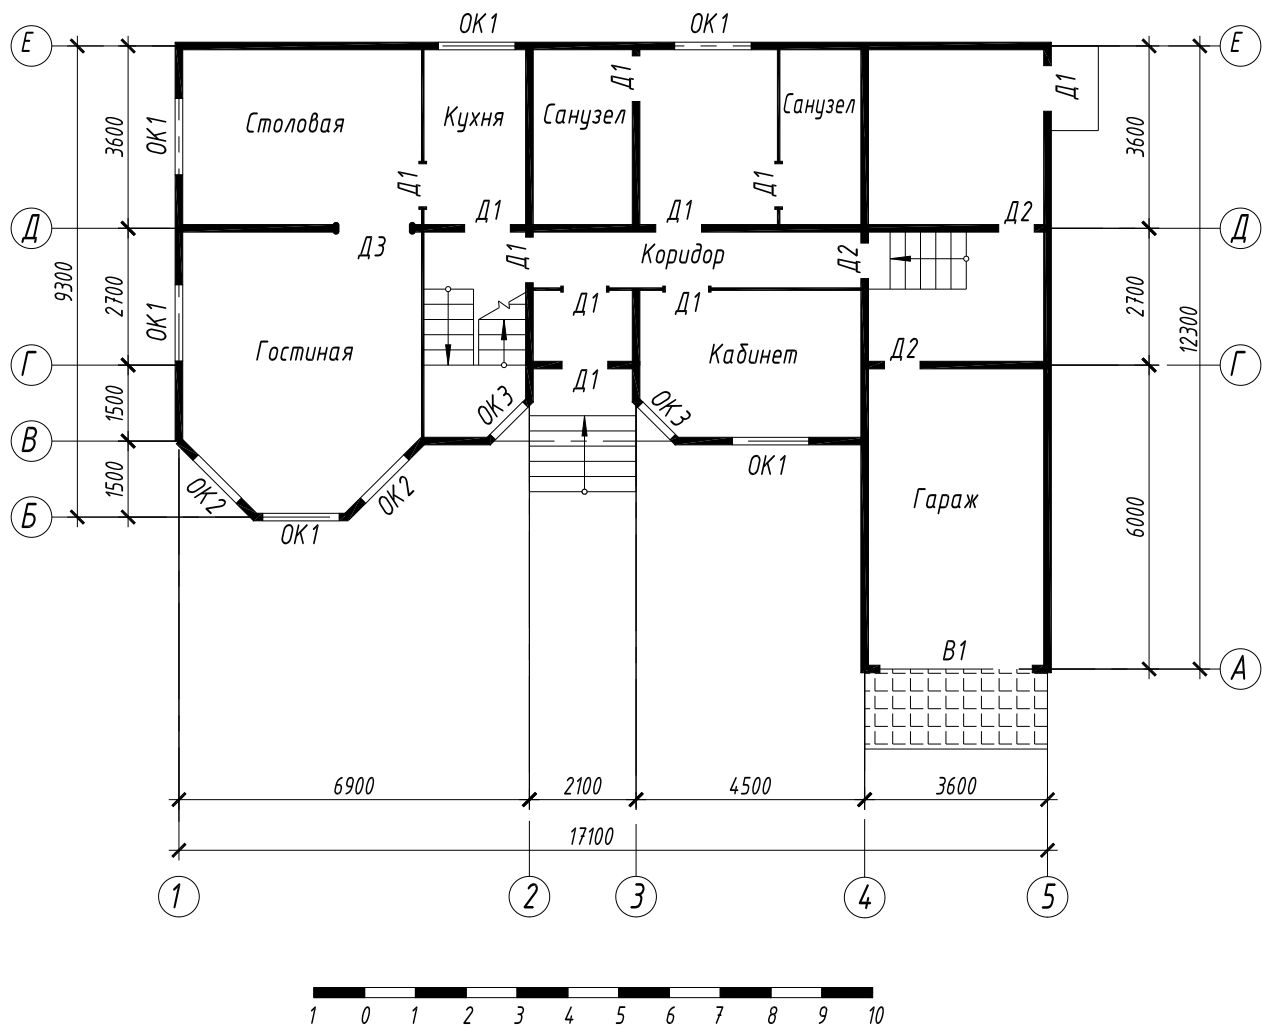 ОК1 ОК1
Е Е
Д1 Д1
Столовая Кухня Санузел Санузел
ОК1 3600 3600
Д1 Д1
Д Д1 Д1 Д2 Д
Д3 Д1 Коридор Д2
9300 2700 2700
ОК1 Д1 Д1 12300
Гостиная Кабинет Д2
Г Д1 Г
1500 ОК3 ОК3
В
ОК1
1500 ОК2 ОК2 Гараж
Б 6000
ОК1
В1
А
6900 2100 4500 3600
17100
1 2 3 4 5
1 0 1 2 3 4 5 6 7 8 9 10